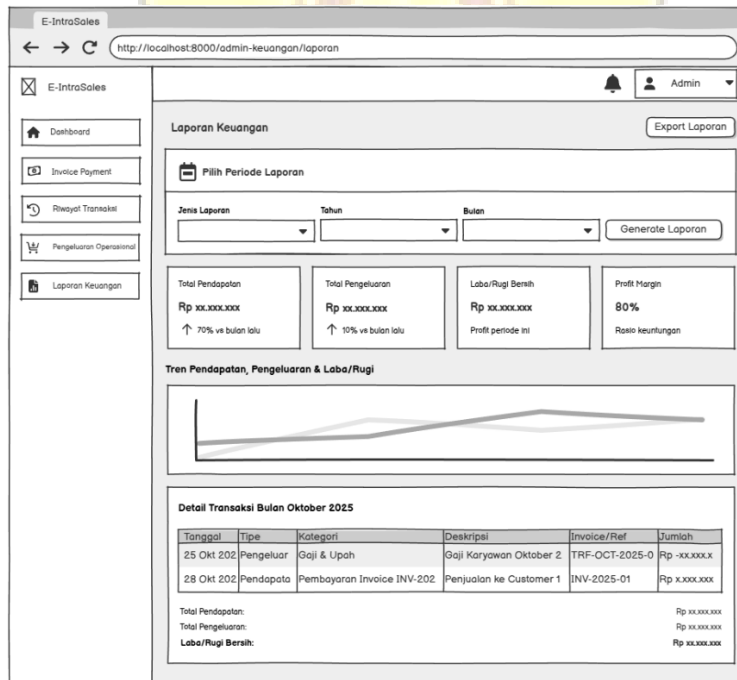 E-IntraSales
http://localhost:8000/admin-keuangan/laporan
E-IntraSales
Admin
Dashboard
Invoice Payment
Riwayat Transaksi
Pengeluaran Operasional
Laporan Keuangan
Laporan Keuangan
Export Laporan
Pilih Periode Laporan
Jenis Laporan
Tahun
Bulan
Generate Laporan
Total Pendapatan
Rp xx.xxx.xxx
70% vs bulan lalu
Total Pengeluaran
Rp xx.xxx.xxx
10% vs bulan lalu
Laba/Rugi Bersih
Rp xx.xxx.xxx
Profit periode ini
Profit Margin
80%
Rasio keuntungan
Tren Pendapatan, Pengeluaran & Laba/Rugi
Detail Transaksi Bulan Oktober 2025
Tanggal Tipe Kategori Deskripsi Invoice/Ref Jumlah
25 Okt 202 Pengeluar Gaji & Upah Gaji Karyawan Oktober 2 TRF-OCT-2025-0 Rp -xx.xxx.x
28 Okt 202 Pendapata Pembayaran Invoice INV-202 Penjualan ke Customer 1 INV-2025-01 Rp x.xxx.xxx
Total Pendapatan: Rp xx.xxx.xxx
Total Pengeluaran: Rp xx.xxx.xxx
Laba/Rugi Bersih: Rp xx.xxx.xxx